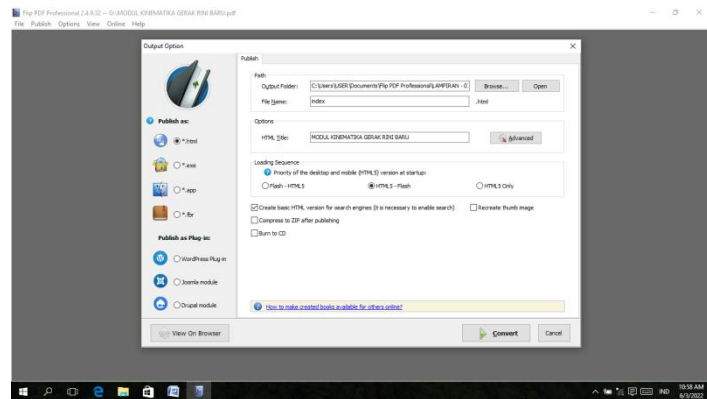 Flip PDF Professional 2.4.9.32 -- G:\MODUL KINEMATIKA GERAK RINI BARU.pdf
File Publish Options View Online Help
Output Option
Publish
Path
Output Folder: C:\Users\USER\Documents\Flip PDF Professional\LAMPIRAN - 0 Browse... Open
File Name: index .html
Publish as:
Options
*.html
HTML Title: MODUL KINEMATIKA GERAK RINI BARU Advanced
*.exe
Loading Sequence
Priority of the desktop and mobile (HTML5) version at startup:
*.app
Flash - HTML5 HTML5 - Flash HTML5 Only
*.fbr
Create basic HTML version for search engines (it is necessary to enable search) Recreate thumb image
Compress to ZIP after publishing
Burn to CD
Publish as Plug-in:
WordPress Plug-in
Joomla module
Drupal module
How to make created books available for others online?
View On Browser Convert Cancel
IND 10:58 AM
6/3/2022